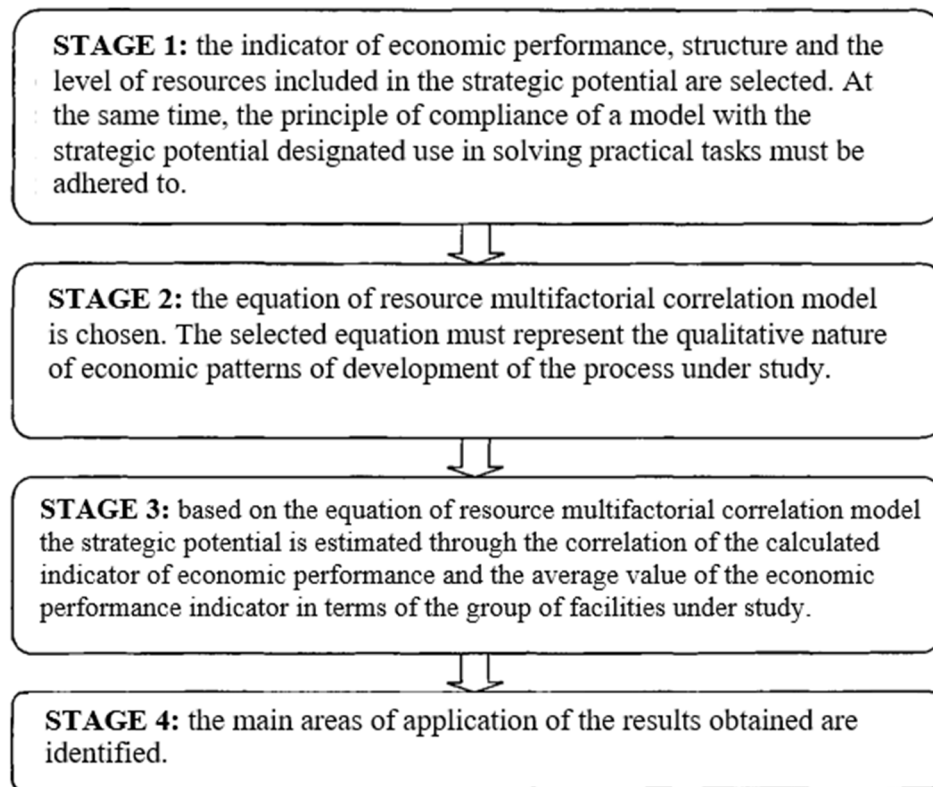 STAGE 1: the indicator of economic performance, structure and the
level of resources included in the strategic potential are selected. At
the same time, the principle of compliance of a model with the
strategic potential designated use in solving practical tasks must be
adhered to.
STAGE 2: the equation of resource multifactorial correlation model
is chosen. The selected equation must represent the qualitative nature
of economic patterns of development of the process under study.
STAGE 3: based on the equation of resource multifactorial correlation model
the strategic potential is estimated through the correlation of the calculated
indicator of economic performance and the average value of the economic
performance indicator in terms of the group of facilities under study.
STAGE 4: the main areas of application of the results obtained are
identified.